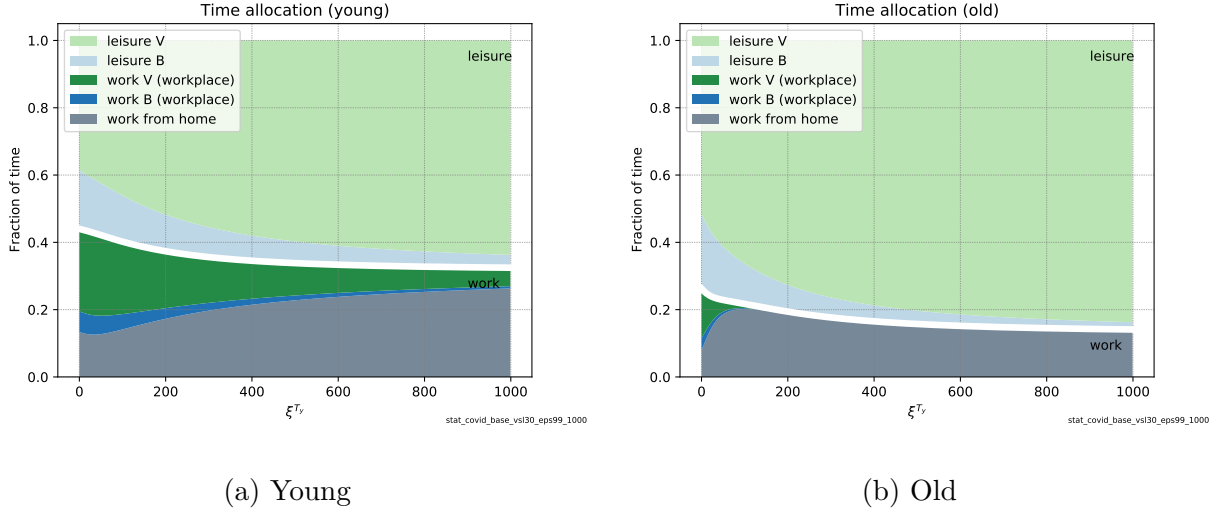 Time allocation (young)
1.0
0.8
0.6
0.4
0.2
0.0
Fraction of time
leisure V
leisure B
work V (workplace)
work B (workplace)
work from home
leisure
work
0
200
400
600
800
1000
ξ^{T_y}
stat_covid_base_vsl30_eps99_1000
(a) Young
Time allocation (old)
1.0
0.8
0.6
0.4
0.2
0.0
Fraction of time
leisure V
leisure B
work V (workplace)
work B (workplace)
work from home
leisure
work
0
200
400
600
800
1000
ξ^{T_y}
stat_covid_base_vsl30_eps99_1000
(b) Old